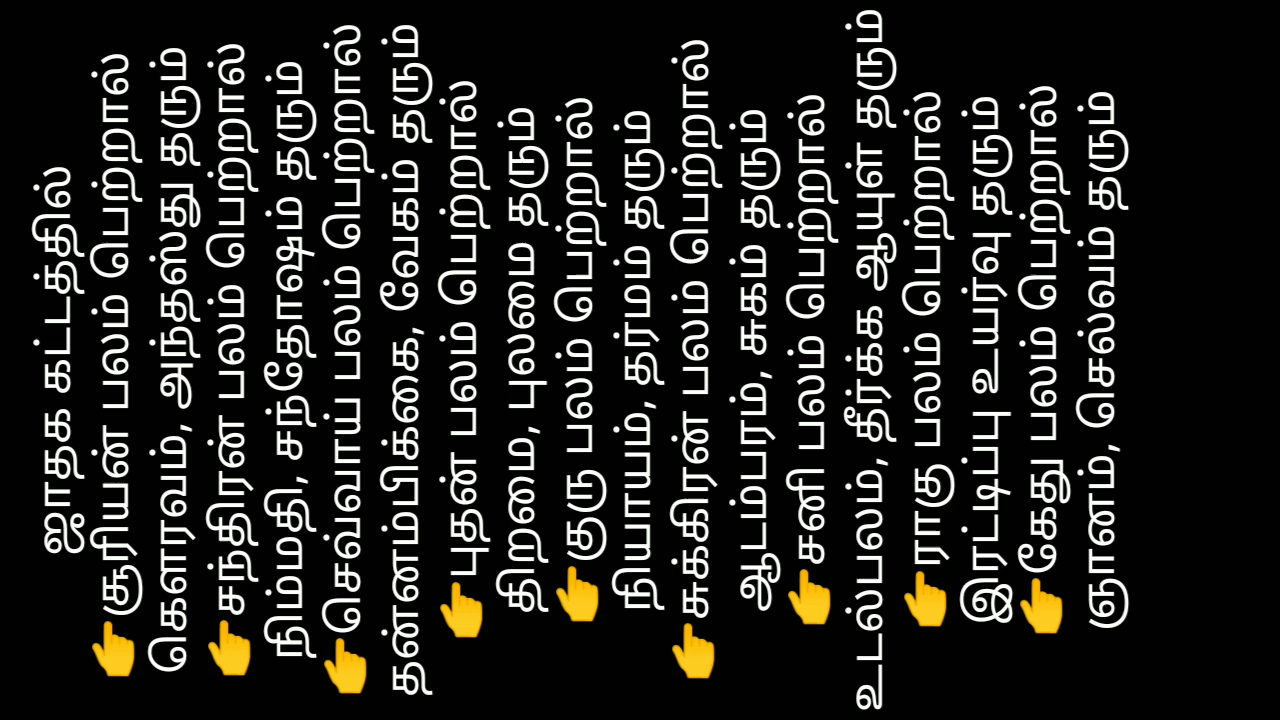 ஜாதக கட்டத்தில்
👉சூரியன் பலம் பெற்றால்
கௌரவம், அந்தஸ்து தரும்
👉சந்திரன் பலம் பெற்றால்
நிம்மதி, சந்தோஷம் தரும்
👉செவ்வாய் பலம் பெற்றால்
தன்னம்பிக்கை, வேகம் தரும்
👉புதன் பலம் பெற்றால்
திறமை, புலமை தரும்
👉குரு பலம் பெற்றால்
நியாயம், தர்மம் தரும்
👉சுக்கிரன் பலம் பெற்றால்
ஆடம்பரம், சுகம் தரும்
👉சனி பலம் பெற்றால்
உடல்பலம், தீர்க்க ஆயுள் தரும்
👉ராகு பலம் பெற்றால்
இரட்டிப்பு உயர்வு தரும்
👉கேது பலம் பெற்றால்
ஞானம், செல்வம் தரும்